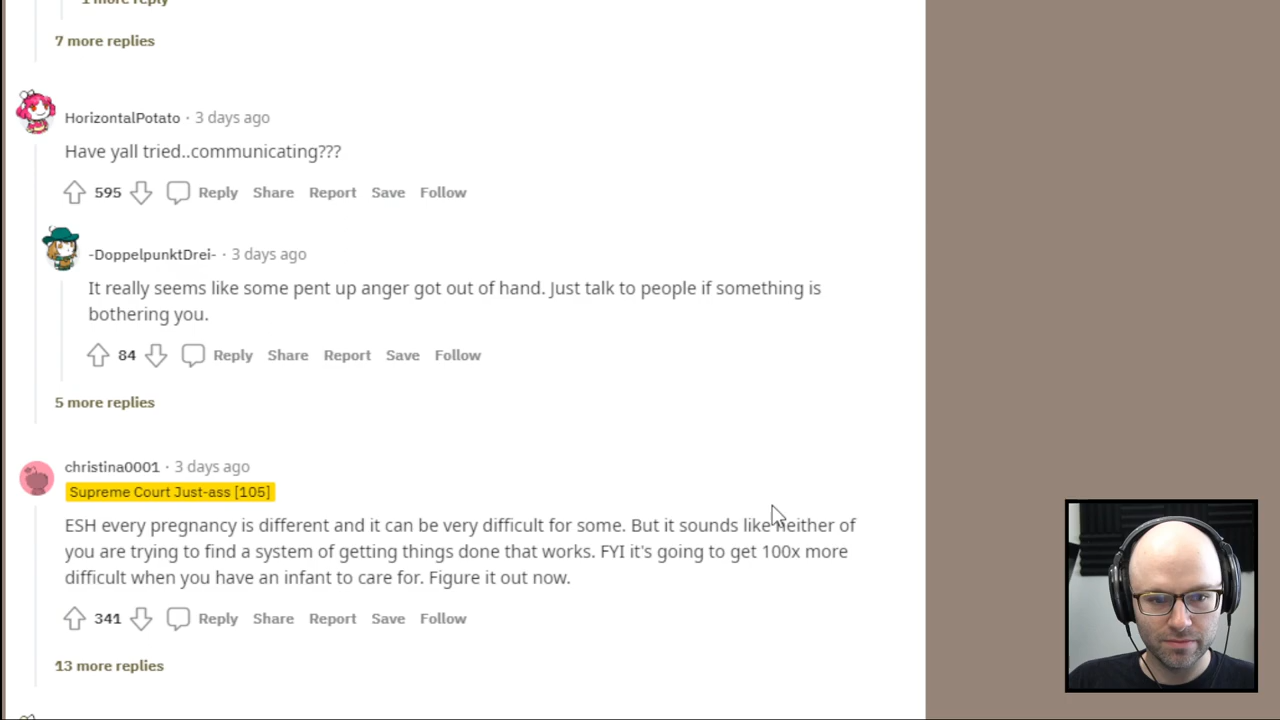 1 more reply
7 more replies
HorizontalPotato · 3 days ago
Have yall tried..communicating???
595 Reply Share Report Save Follow
-DoppelpunktDrei- · 3 days ago
It really seems like some pent up anger got out of hand. Just talk to people if something is
bothering you.
84 Reply Share Report Save Follow
5 more replies
christina0001 · 3 days ago
Supreme Court Just-ass [105]
ESH every pregnancy is different and it can be very difficult for some. But it sounds like neither of
you are trying to find a system of getting things done that works. FYI it's going to get 100x more
difficult when you have an infant to care for. Figure it out now.
341 Reply Share Report Save Follow
13 more replies